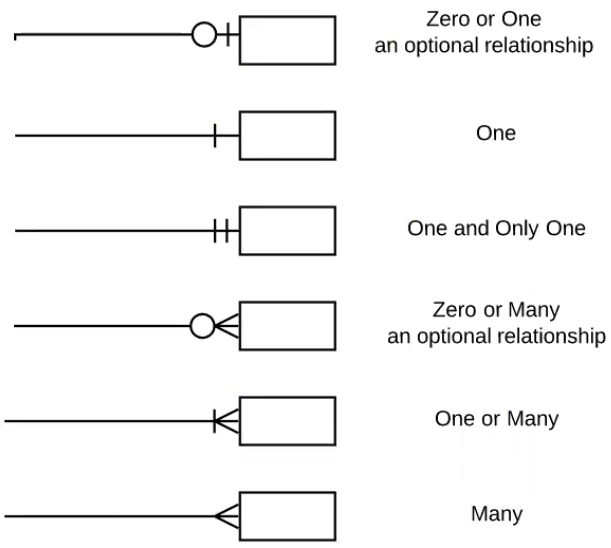 Zero or One
an optional relationship
One
One and Only One
Zero or Many
an optional relationship
One or Many
Many